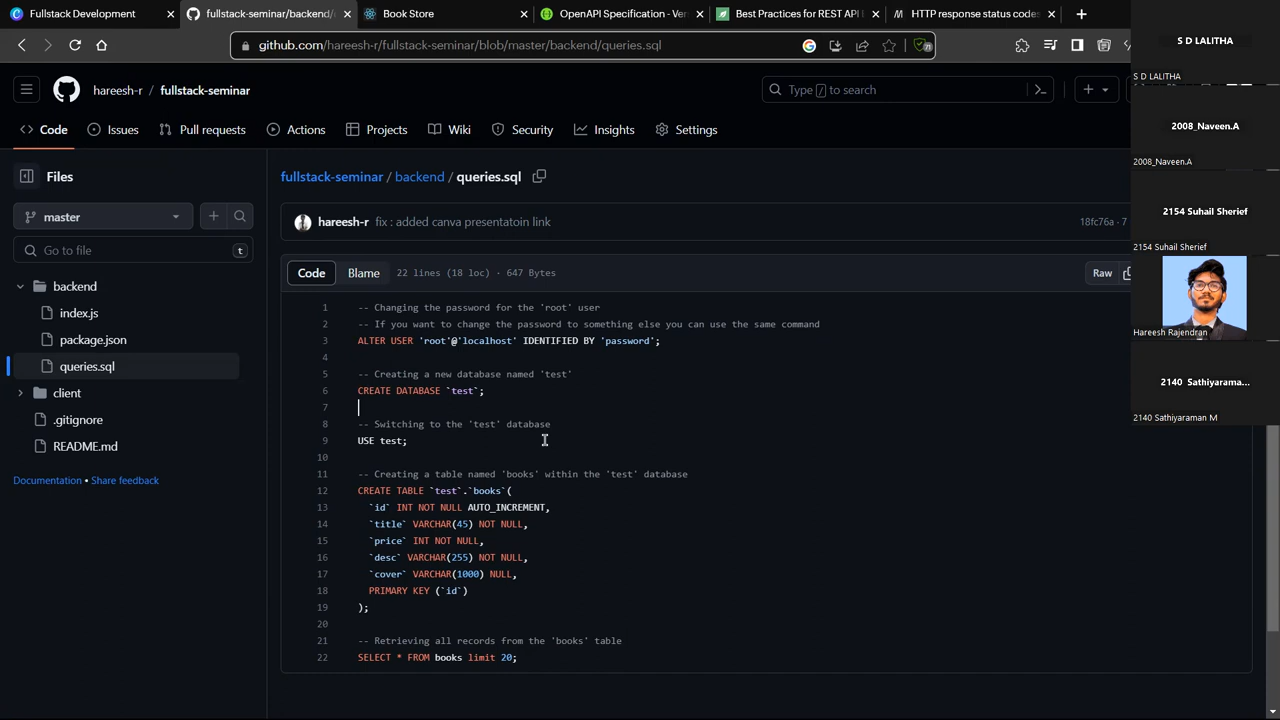 Fullstack Development
fullstack-seminar/backend/
Book Store
OpenAPI Specification - Ver
Best Practices for REST API
HTTP response status codes
github.com/hareesh-r/fullstack-seminar/blob/master/backend/queries.sql
hareesh-r / fullstack-seminar
Type / to search
Code
Issues
Pull requests
Actions
Projects
Wiki
Security
Insights
Settings
Files
master
Go to file
t
backend
index.js
package.json
queries.sql
client
.gitignore
README.md
Documentation • Share feedback
fullstack-seminar / backend / queries.sql
hareesh-r fix : added canva presentatoin link
18fc76a · 7
Code
Blame
22 lines (18 loc) · 647 Bytes
Raw
1 -- Changing the password for the 'root' user
2 -- If you want to change the password to something else you can use the same command
3 ALTER USER 'root'@'localhost' IDENTIFIED BY 'password';
4
5 -- Creating a new database named 'test'
6 CREATE DATABASE `test`;
7
8 -- Switching to the 'test' database
9 USE test;
10
11 -- Creating a table named 'books' within the 'test' database
12 CREATE TABLE `test`.`books`(
13 `id` INT NOT NULL AUTO_INCREMENT,
14 `title` VARCHAR(45) NOT NULL,
15 `price` INT NOT NULL,
16 `desc` VARCHAR(255) NOT NULL,
17 `cover` VARCHAR(1000) NULL,
18 PRIMARY KEY (`id`)
19 );
20
21 -- Retrieving all records from the 'books' table
22 SELECT * FROM books limit 20;
S D LALITHA
S D LALITHA
2008_Naveen.A
2008_Naveen.A
2154 Suhail Sherief
2154 Suhail Sherief
Hareesh Rajendran
2140 Sathiyarama...
2140 Sathiyaraman M